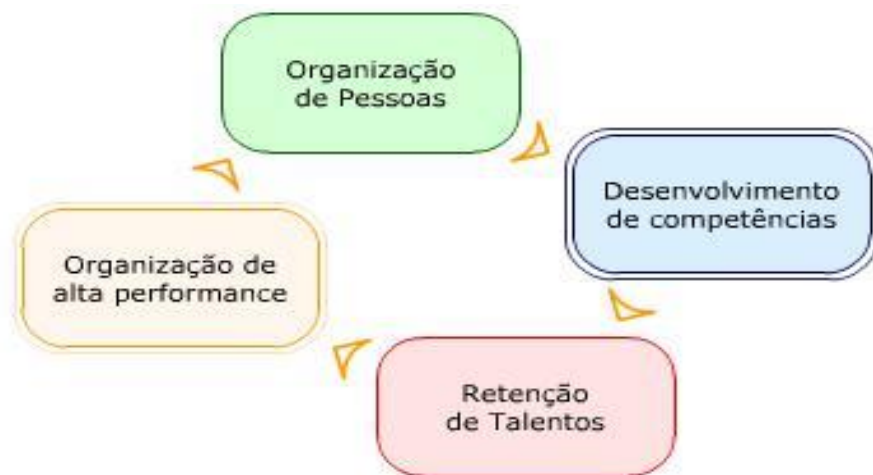 Organização
de Pessoas
Desenvolvimento
de competências
Organização de
alta performance
Retenção
de Talentos